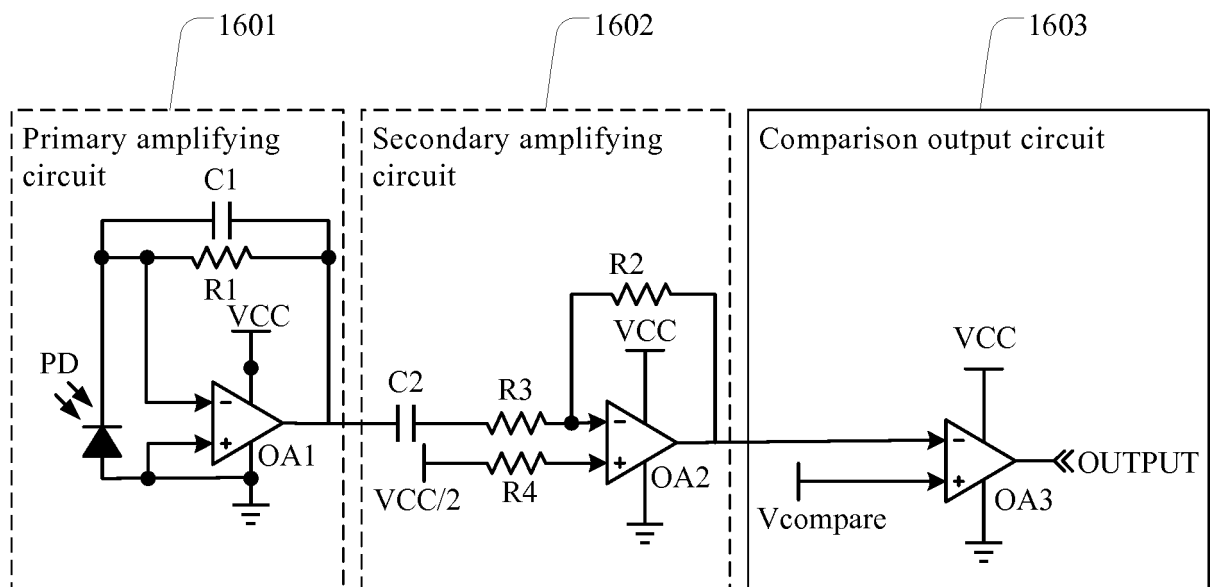 1601
1602
1603
Primary amplifying
circuit
Secondary amplifying
circuit
Comparison output circuit
C1
R1
VCC
PD
-
+
OA1
R2
VCC
C2
R3
-
+
VCC/2
R4
OA2
VCC
-
+
Vcompare
OA3
OUTPUT